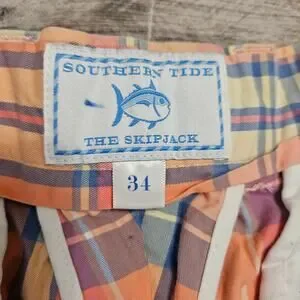 SOUTHERN TIDE
THE SKIPJACK
34